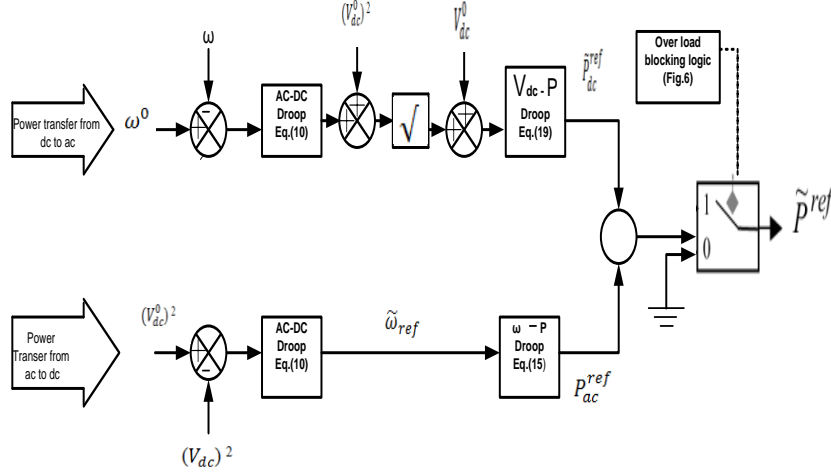 (V⁰dc)²
V⁰dc
ω
Over load
blocking logic
(Fig.6)
P̃dc^ref
AC-DC
Droop
Eq.(10)
Vdc - P
Droop
Eq.(19)
Power transfer from
dc to ac
ω⁰
−
+
√
1
0
P̃^ref
(V⁰dc)²
ω̃ref
AC-DC
Droop
Eq.(10)
ω − P
Droop
Eq.(15)
Power
Transer from
ac to dc
+
−
Pac^ref
(Vdc)²